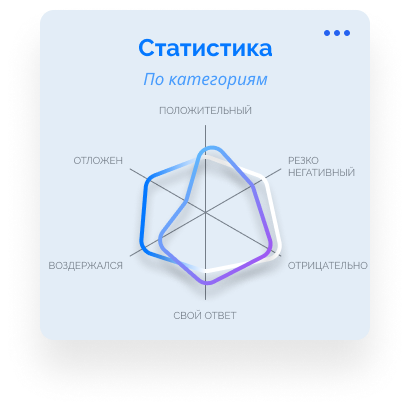 Статистика
По категориям
ПОЛОЖИТЕЛЬНЫЙ
ОТЛОЖЕН
РЕЗКО
НЕГАТИВНЫЙ
ВОЗДЕРЖАЛСЯ
ОТРИЦАТЕЛЬНО
СВОЙ ОТВЕТ